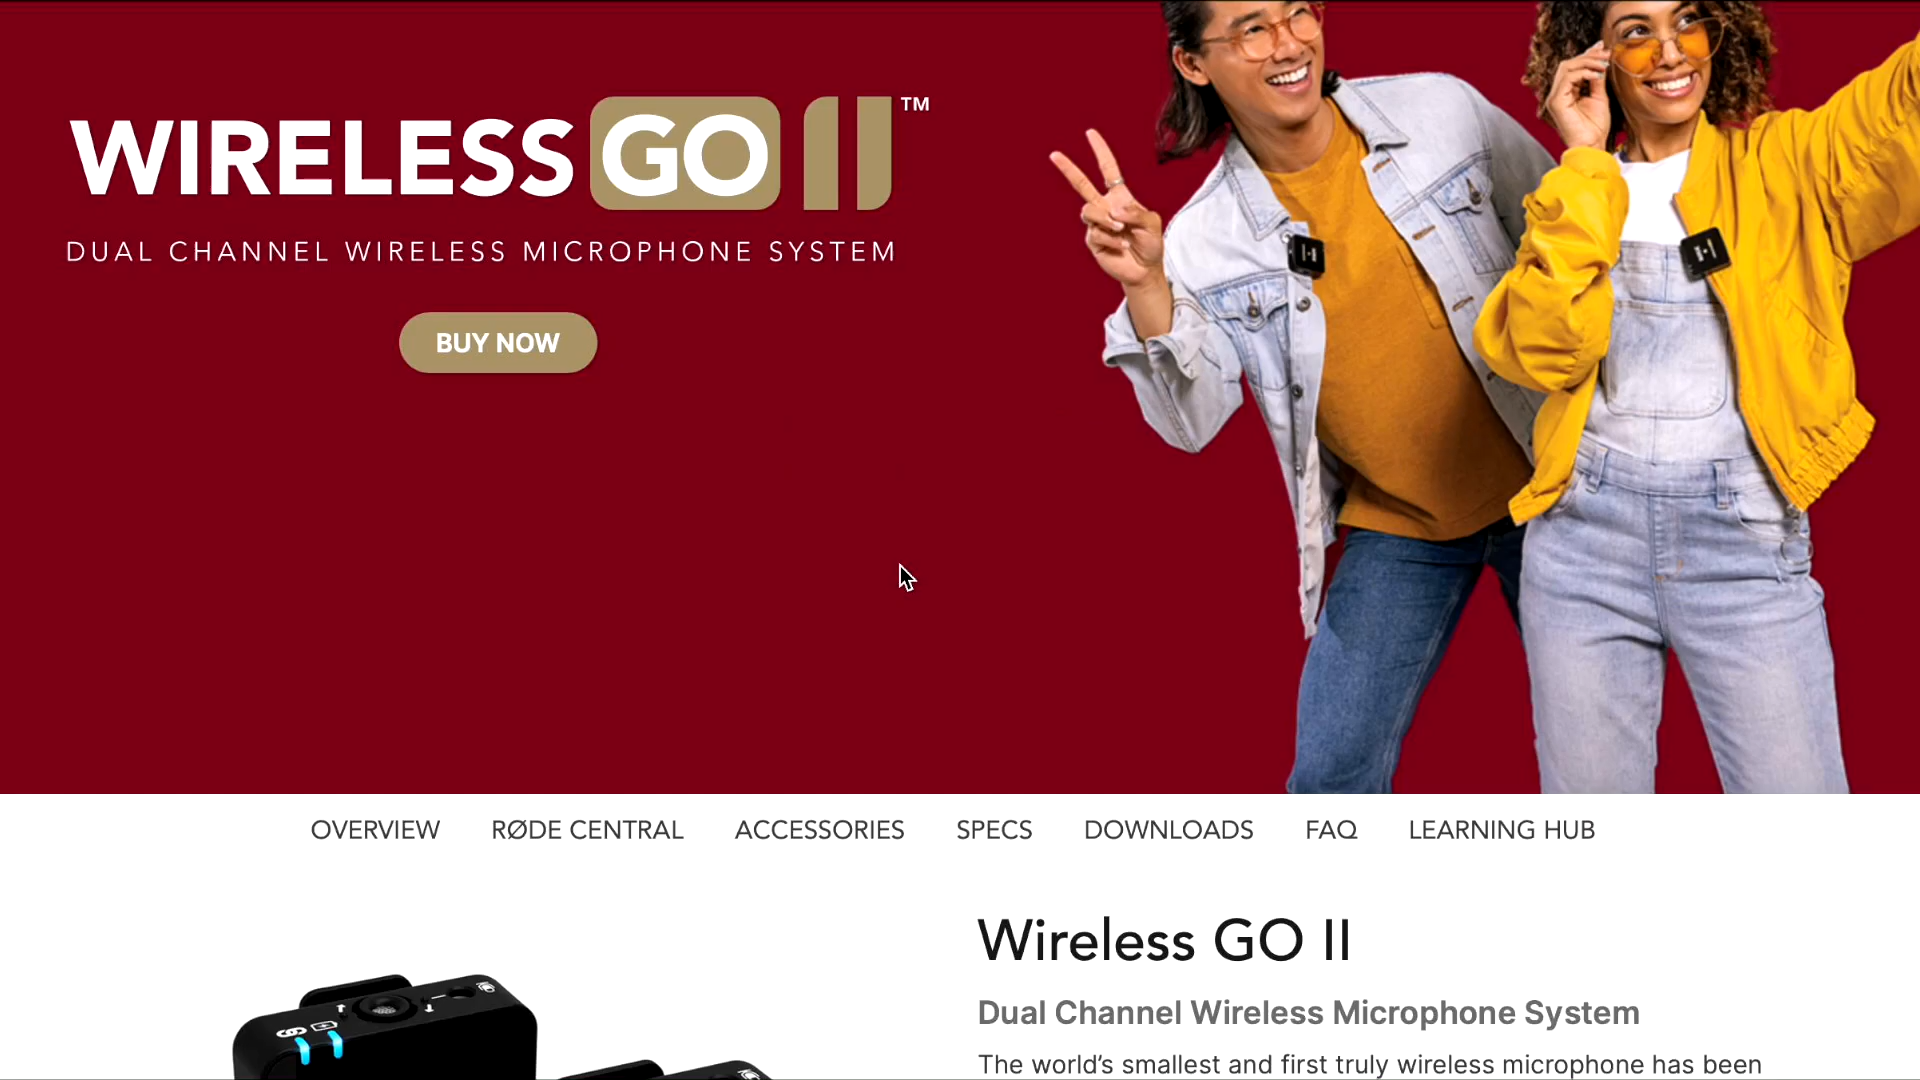 WIRELESS GO II™
DUAL CHANNEL WIRELESS MICROPHONE SYSTEM
BUY NOW
OVERVIEW RØDE CENTRAL ACCESSORIES SPECS DOWNLOADS FAQ LEARNING HUB
Wireless GO II
Dual Channel Wireless Microphone System
The world’s smallest and first truly wireless microphone has been